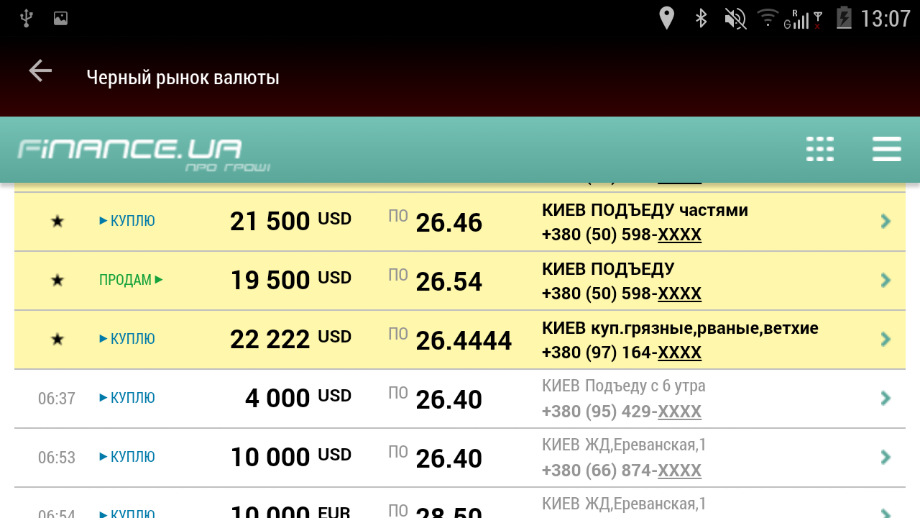 G R 13:07
Черный рынок валюты
FiNANCE.UA
ПРО ГРОШІ
КУПЛЮ 21 500 USD ПО 26.46 КИЕВ ПОДЪЕДУ частями
+380 (50) 598-XXXX
ПРОДАМ 19 500 USD ПО 26.54 КИЕВ ПОДЪЕДУ
+380 (50) 598-XXXX
КУПЛЮ 22 222 USD ПО 26.4444 КИЕВ куп.грязные,рваные,ветхие
+380 (97) 164-XXXX
06:37 КУПЛЮ 4 000 USD ПО 26.40 КИЕВ Подъеду с 6 утра
+380 (95) 429-XXXX
06:53 КУПЛЮ 10 000 USD ПО 26.40 КИЕВ ЖД,Ереванская,1
+380 (66) 874-XXXX
06:54 КУПЛЮ 10 000 EUR ПО 28.50 КИЕВ ЖД,Ереванская,1